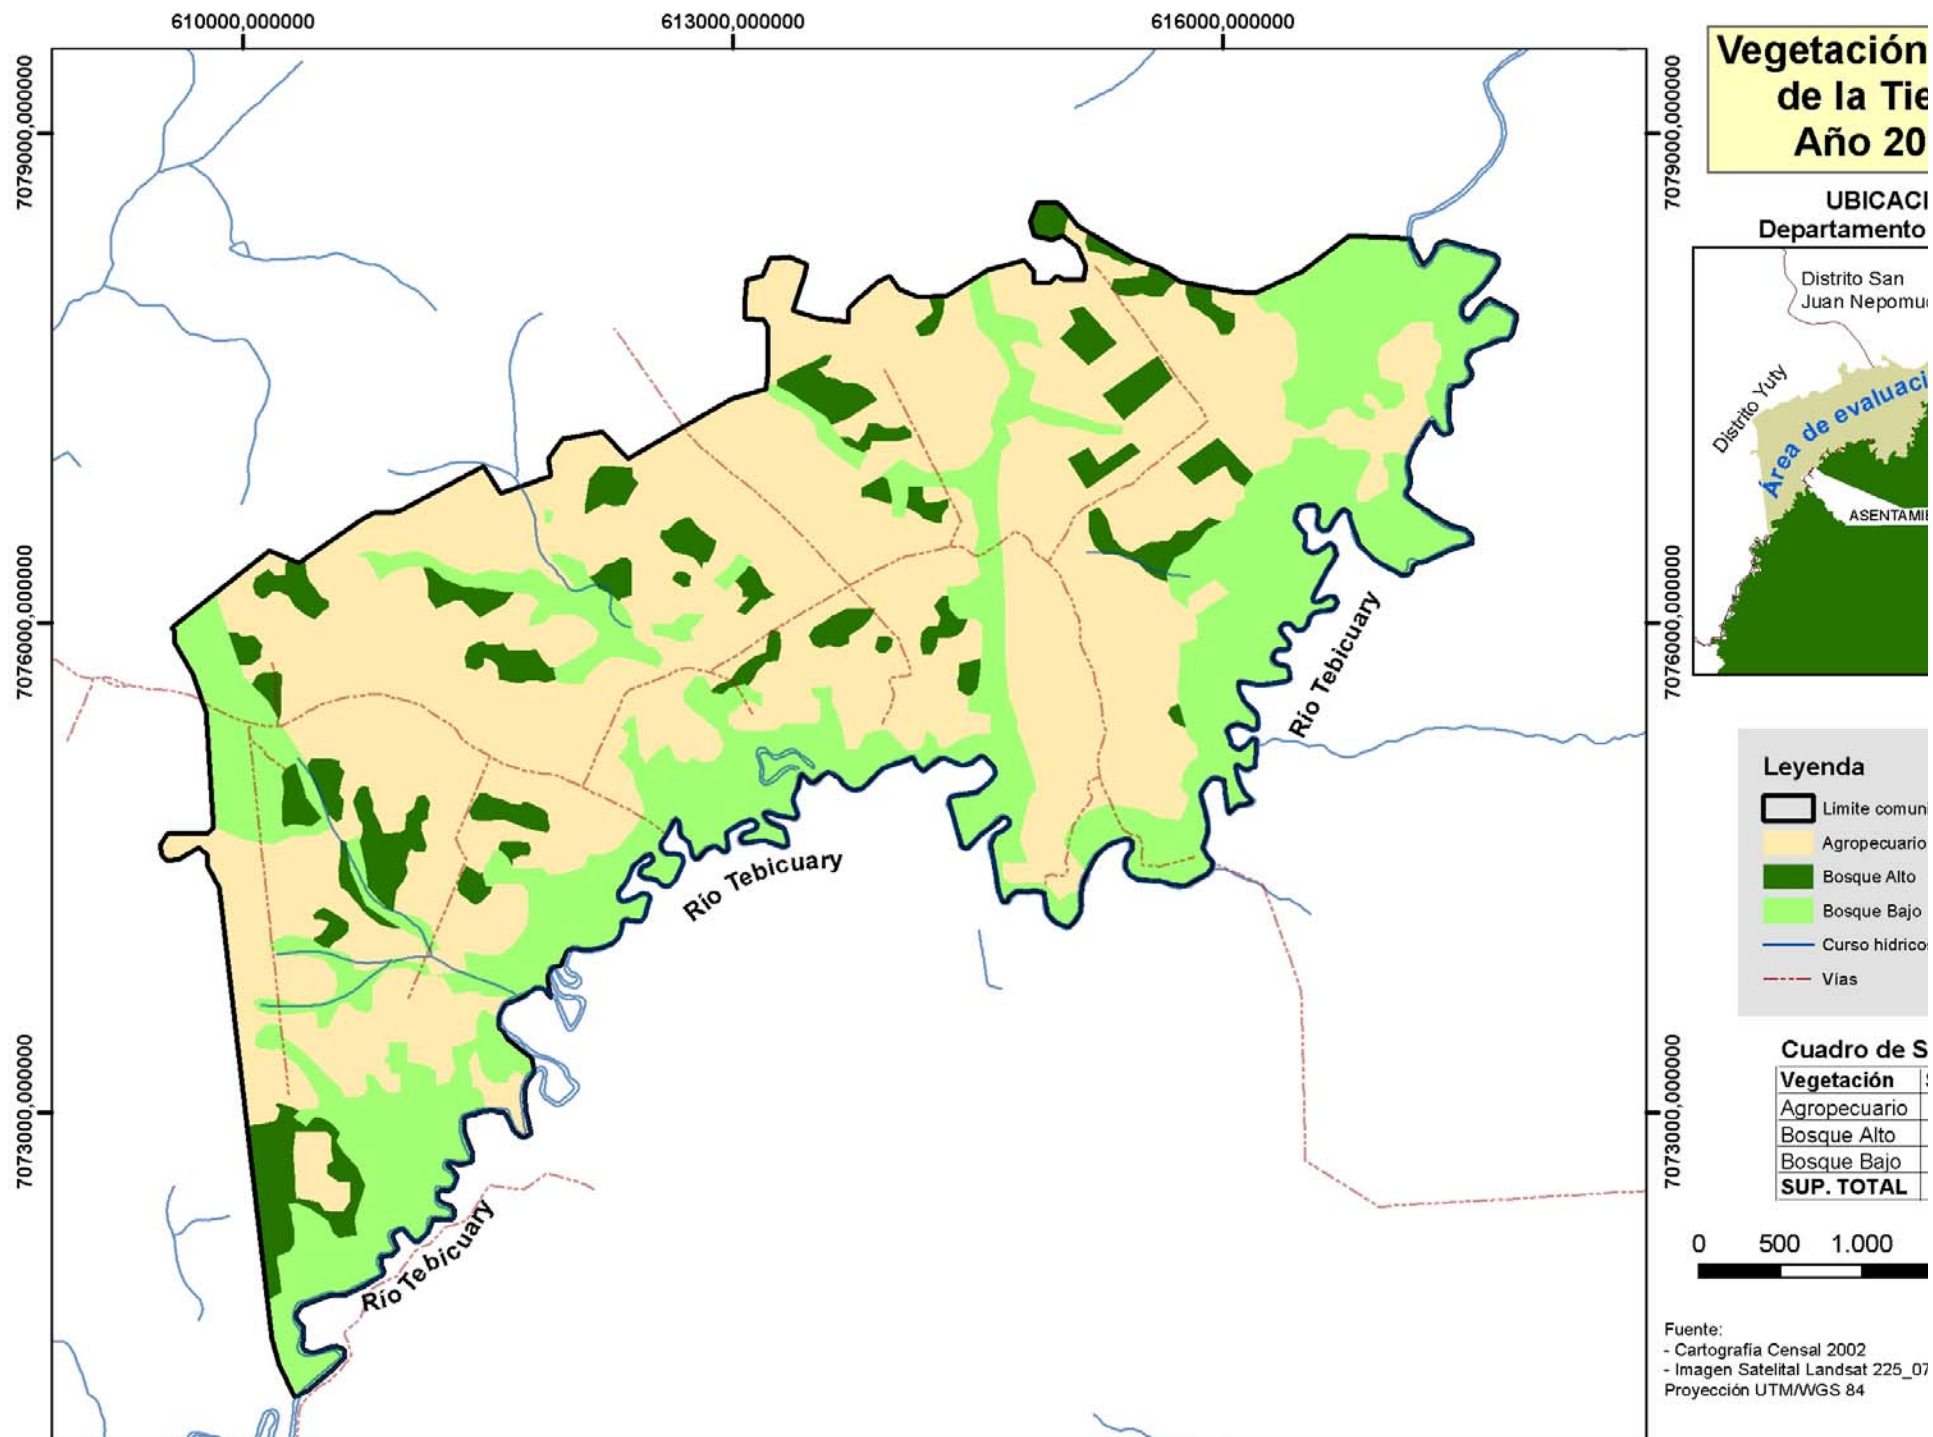 610000,000000
613000,000000
616000,000000
7079000,000000
7076000,000000
7073000,000000
7079000,000000
7076000,000000
7073000,000000
Río Tebicuary
Río Tebicuary
Río Tebicuary
Vegetación
de la Tie
Año 20
UBICACI
Departamento
Distrito San
Juan Nepomu
Distrito Yuty
Área de evaluaci
ASENTAMIE
Leyenda
Límite comuni
Agropecuario
Bosque Alto
Bosque Bajo
Curso hídrico
Vías
Cuadro de S
Vegetación
Agropecuario
Bosque Alto
Bosque Bajo
SUP. TOTAL
0 500 1.000
Fuente:
- Cartografía Censal 2002
- Imagen Satelital Landsat 225_07
Proyección UTM/WGS 84